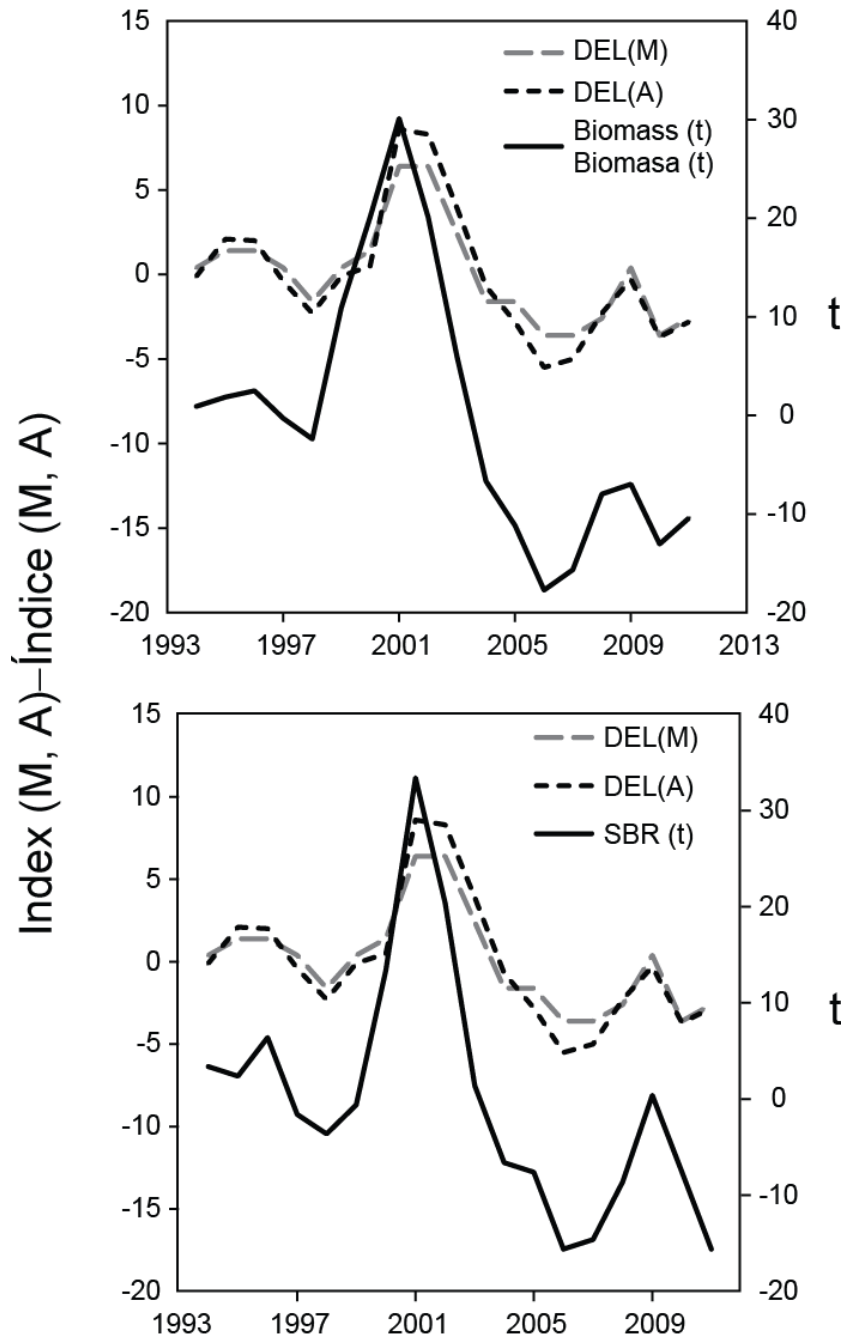 Index (M, A)–Índice (M, A)
15
10
5
0
-5
-10
-15
-20
DEL(M)
DEL(A)
Biomass (t)
Biomasa (t)
40
30
20
10
0
-10
-20
t
1993 1997 2001 2005 2009 2013
15
10
5
0
-5
-10
-15
-20
DEL(M)
DEL(A)
SBR (t)
40
30
20
10
0
-10
-20
t
1993 1997 2001 2005 2009